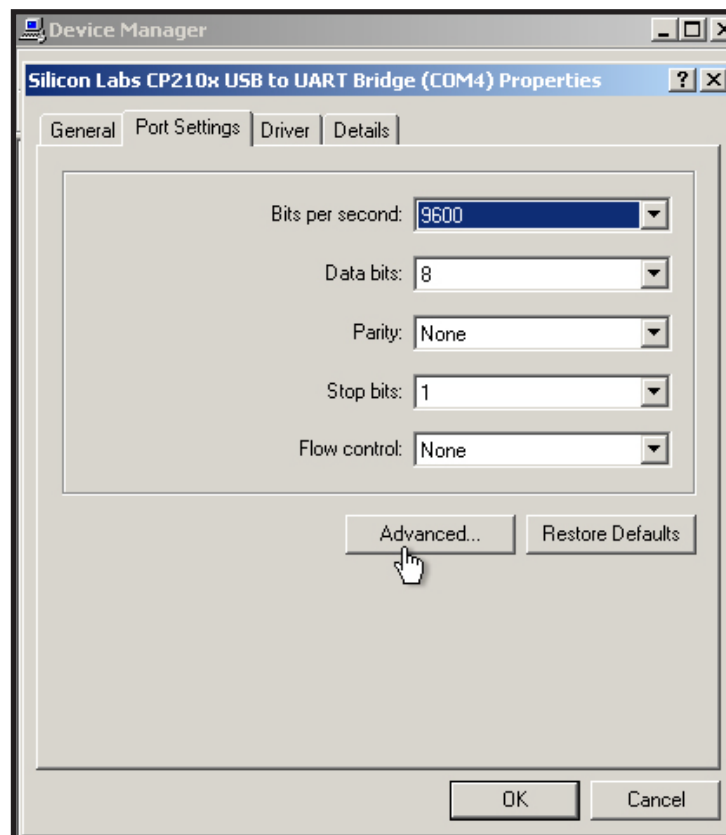 Device Manager
Silicon Labs CP210x USB to UART Bridge (COM4) Properties
General Port Settings Driver Details
Bits per second: 9600
Data bits: 8
Parity: None
Stop bits: 1
Flow control: None
Advanced... Restore Defaults
OK Cancel